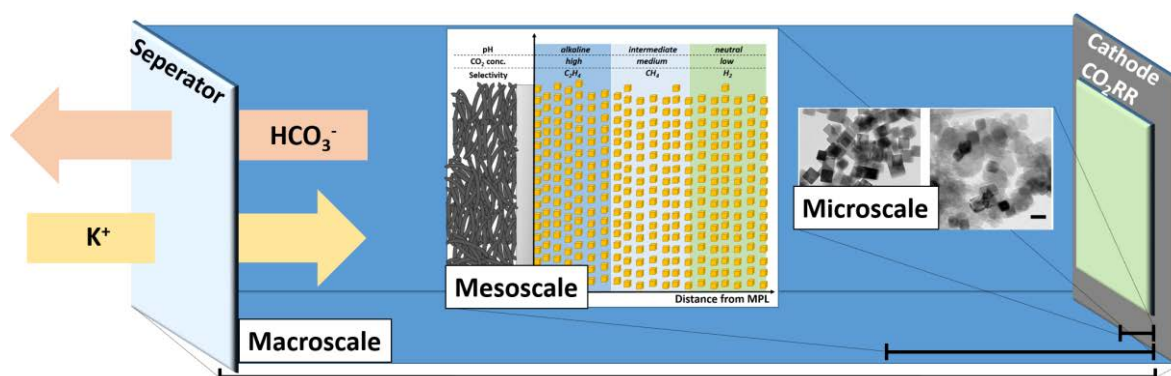 Seperator
HCO₃⁻
K⁺
Macroscale
pH alkaline intermediate neutral
CO₂ conc. high medium low
Selectivity C₂H₄ CH₄ H₂
Distance from MPL
Mesoscale
Microscale
Cathode
CO₂RR